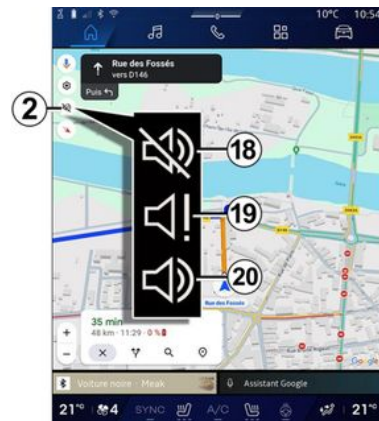 10°C 10:54
Rue des Fossés
vers D146
Puis
2
18
19
20
Rue des Fossés
35 min
48 km · 11:29 · 0 %
+
−
Google
Voiture noire · Meak
Assistant Google
21°C 4 SYNC A/C 21°C